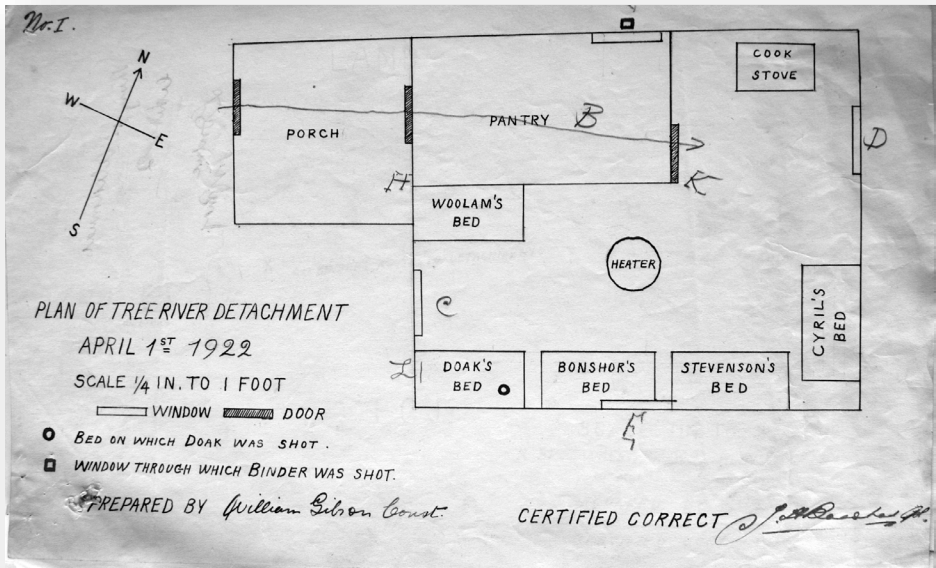 No. I.
N
W
E
S
COOK
STOVE
PORCH
PANTRY B
D
H
K
WOOLAM'S
BED
HEATER
C
CYRIL'S
BED
L
DOAK'S
BED
BONSHOR'S
BED
STEVENSON'S
BED
E
PLAN OF TREE RIVER DETACHMENT
APRIL 1ST 1922
SCALE 1/4 IN. TO 1 FOOT
WINDOW DOOR
BED ON WHICH DOAK WAS SHOT.
WINDOW THROUGH WHICH BINDER WAS SHOT.
PREPARED BY William Gibson Const.
CERTIFIED CORRECT